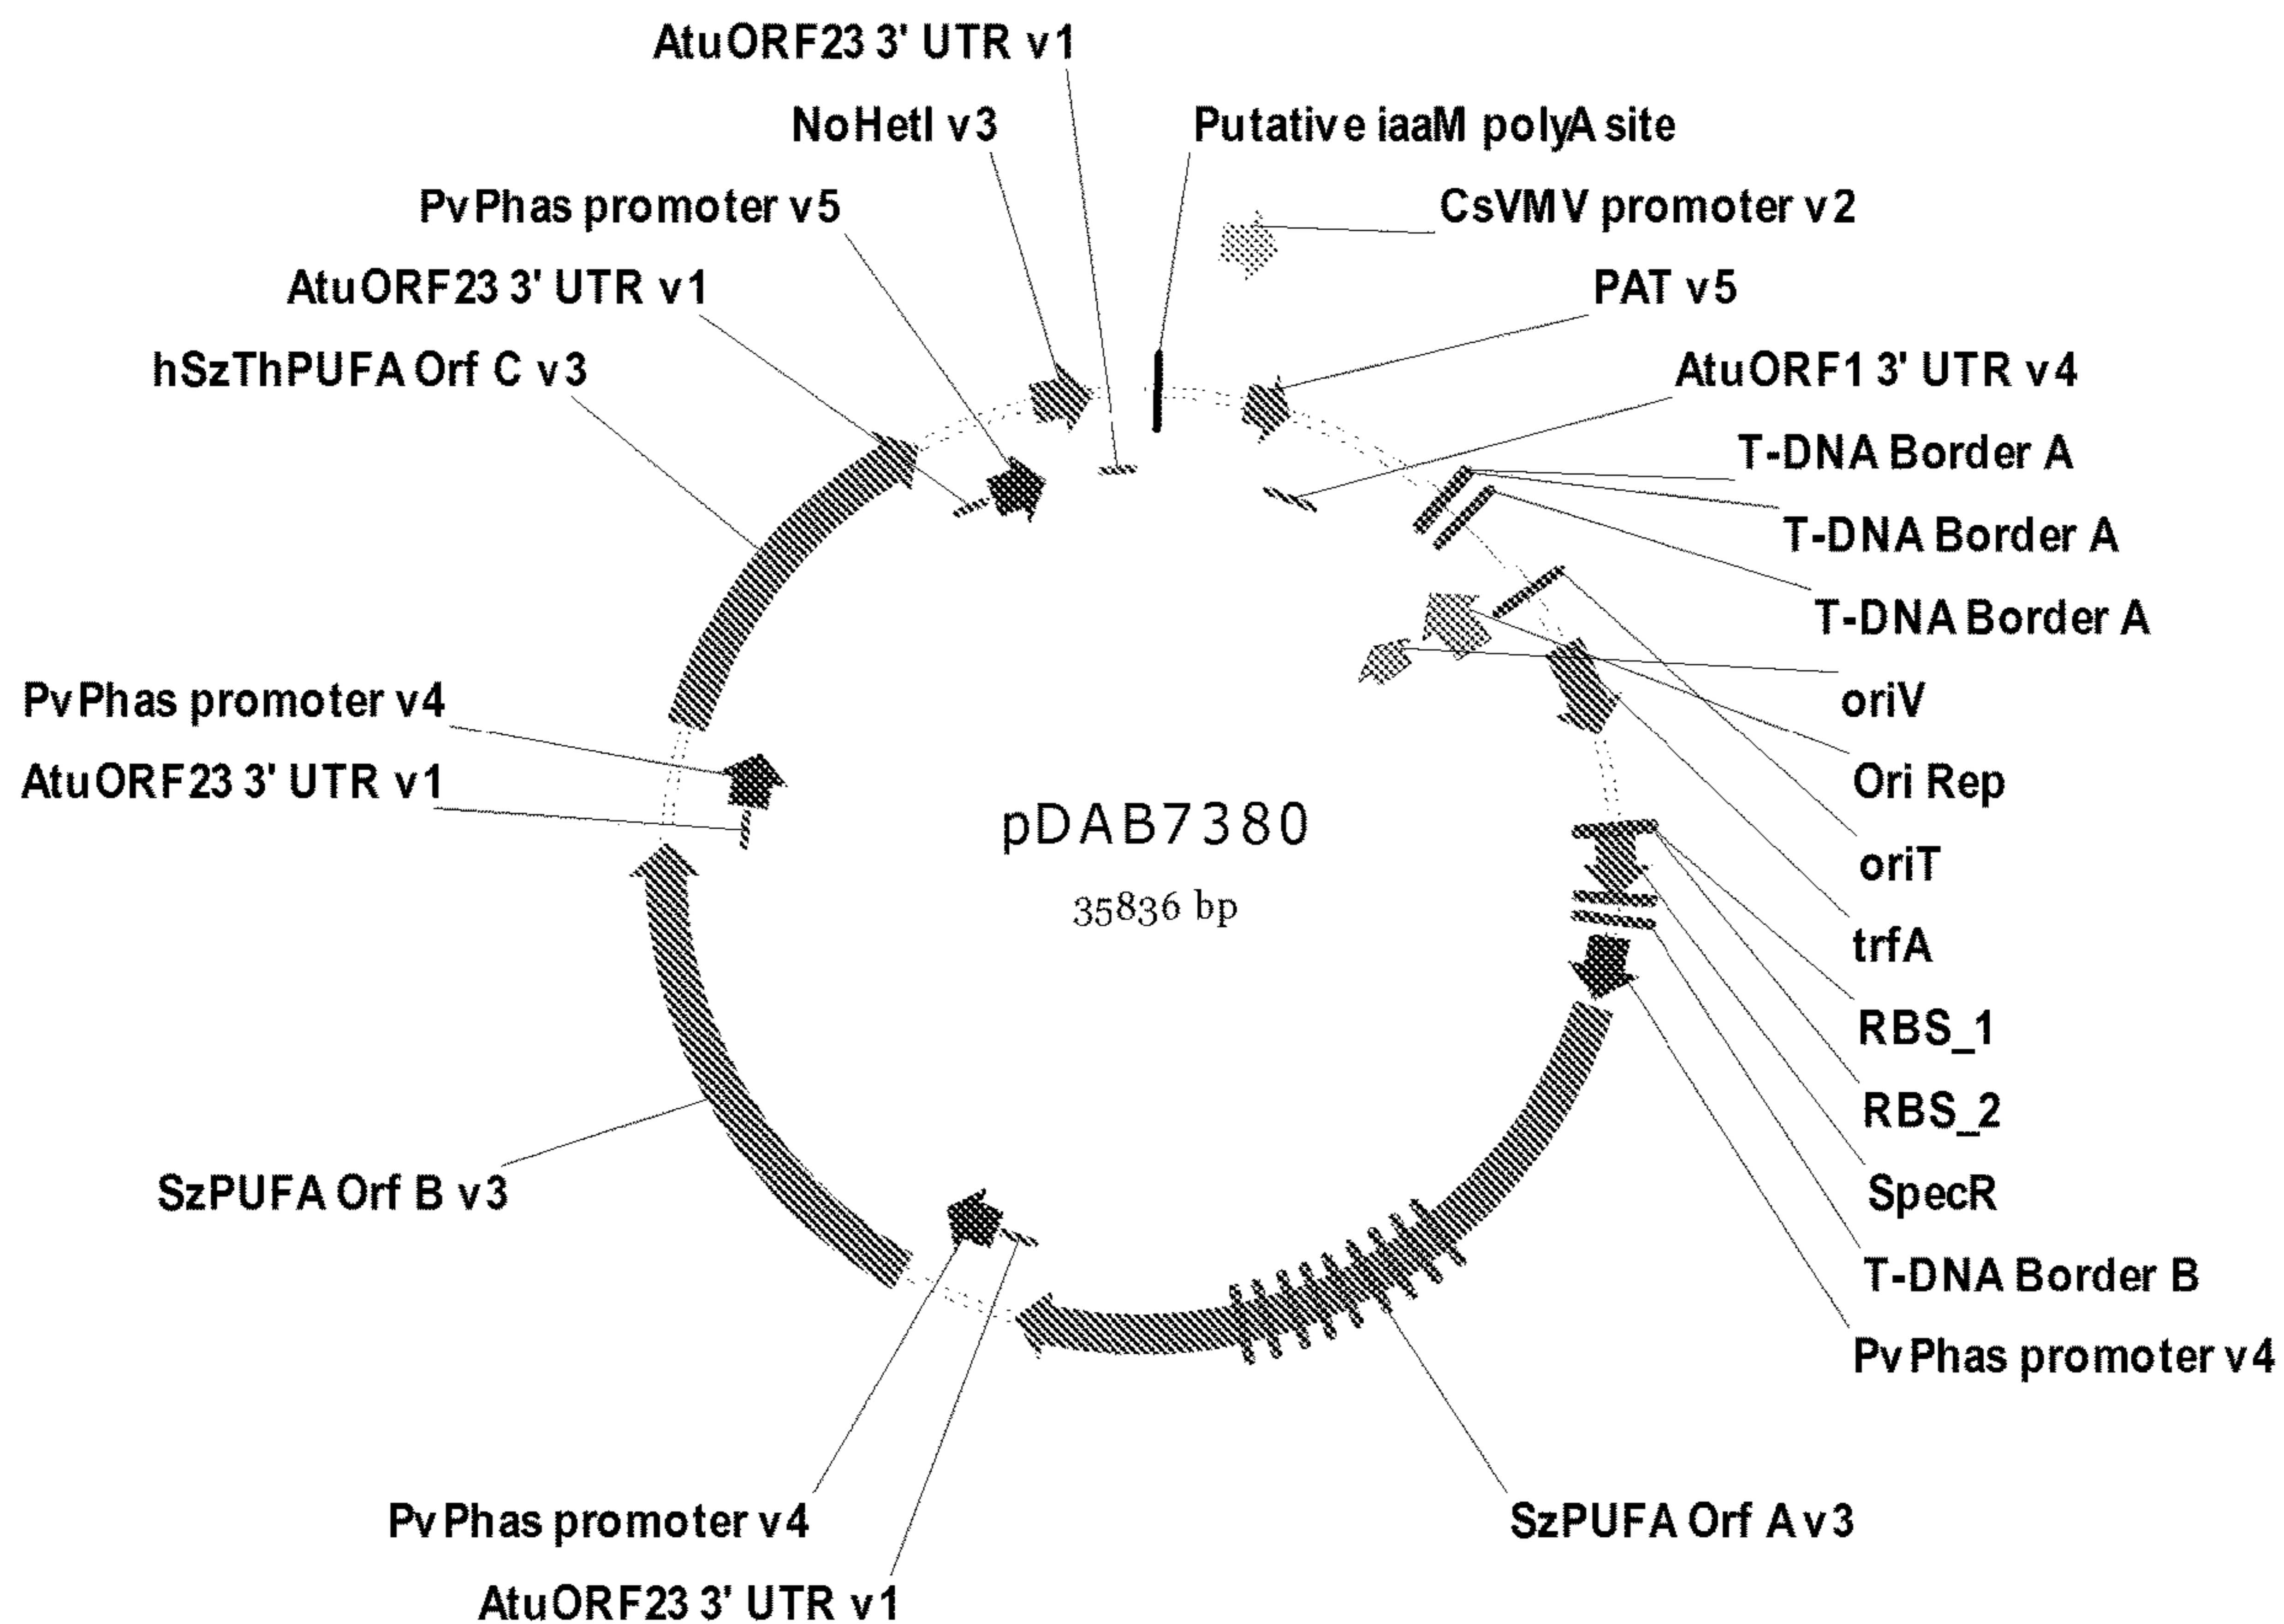 AtuORF23 3' UTR v1
NoHetI v3
Putative iaaM polyA site
PvPhas promoter v5
CsVMV promoter v2
AtuORF23 3' UTR v1
PAT v5
hSzThPUFA Orf C v3
AtuORF1 3' UTR v4
T-DNA Border A
T-DNA Border A
T-DNA Border A
PvPhas promoter v4
oriV
AtuORF23 3' UTR v1
Ori Rep
pDAB7380
oriT
35836 bp
trfA
RBS_1
RBS_2
SzPUFA Orf B v3
SpecR
T-DNA Border B
PvPhas promoter v4
PvPhas promoter v4
SzPUFA Orf A v3
AtuORF23 3' UTR v1